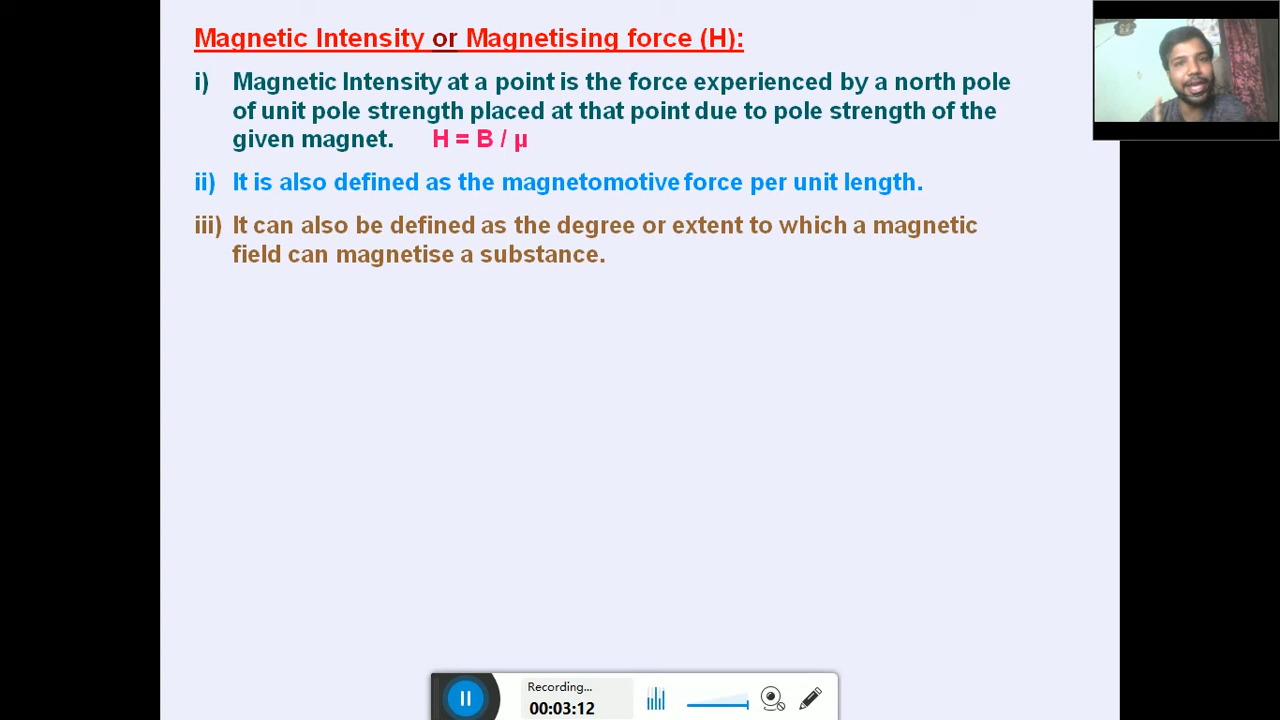 Magnetic Intensity or Magnetising force (H):
i) Magnetic Intensity at a point is the force experienced by a north pole
of unit pole strength placed at that point due to pole strength of the
given magnet. H = B / μ
ii) It is also defined as the magnetomotive force per unit length.
iii) It can also be defined as the degree or extent to which a magnetic
field can magnetise a substance.
Recording...
00:03:12